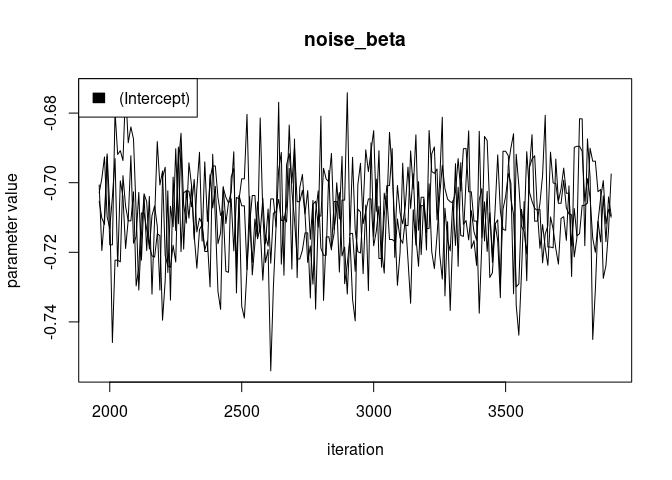 noise_beta
(Intercept)
parameter value
-0.68
-0.70
-0.72
-0.74
2000
2500
3000
3500
iteration